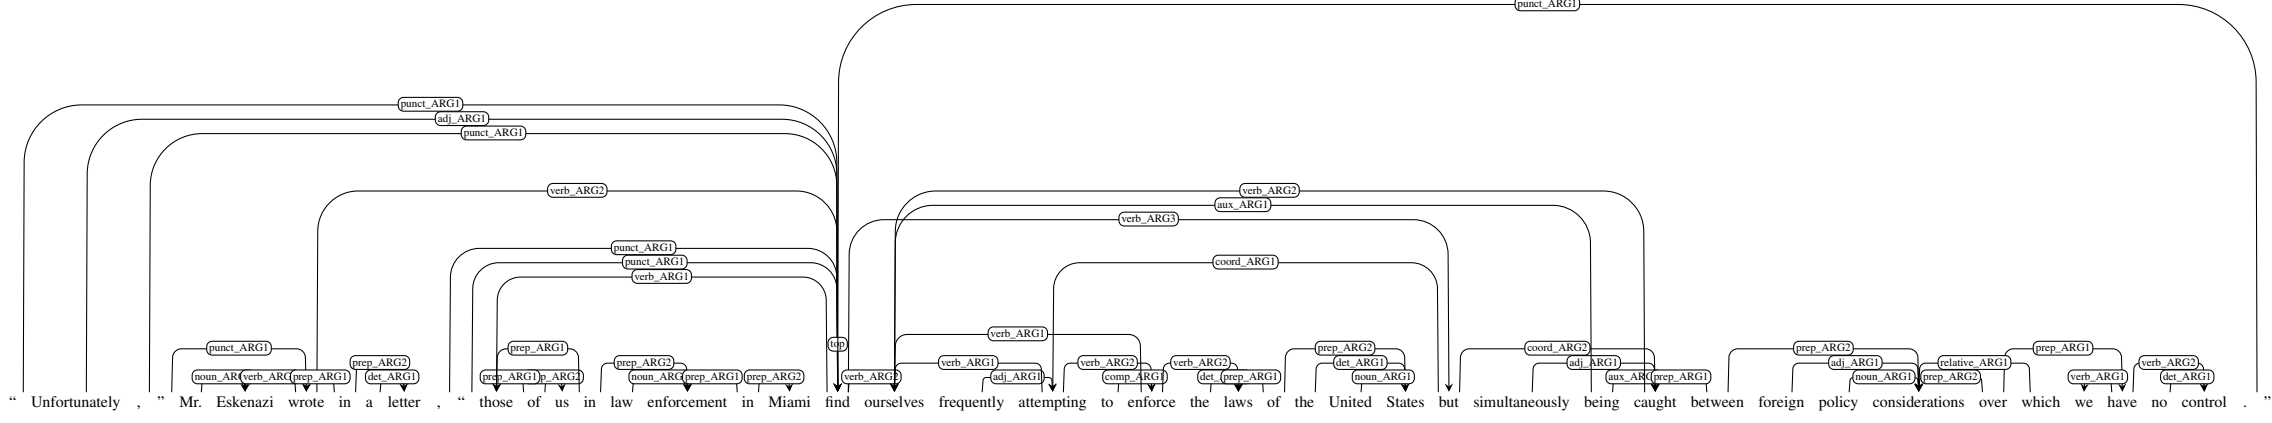 punct_ARG1
punct_ARG1
adj_ARG1
punct_ARG1
verb_ARG2 verb_ARG2
aux_ARG1
verb_ARG3
punct_ARG1
punct_ARG1 coord_ARG1
verb_ARG1
verb_ARG1
top
punct_ARG1 prep_ARG1 prep_ARG2 coord_ARG2 prep_ARG2 prep_ARG1
prep_ARG2 prep_ARG2 verb_ARG1 verb_ARG2 verb_ARG2 det_ARG1 adj_ARG1 adj_ARG1 relative_ARG1 verb_ARG2
prep_ARG1 det_ARG1 prep_ARG1 prep_ARG1 prep_ARG2 verb_ARG2 adj_ARG1 comp_ARG1 prep_ARG1 noun_ARG1 prep_ARG1 noun_ARG1 prep_ARG2 verb_ARG1 det_ARG1
“ Unfortunately , ” Mr. Eskenazi wrote in a letter , “ those of us in law enforcement in Miami find ourselves frequently attempting to enforce the laws of the United States but simultaneously being caught between foreign policy considerations over which we have no control . ”